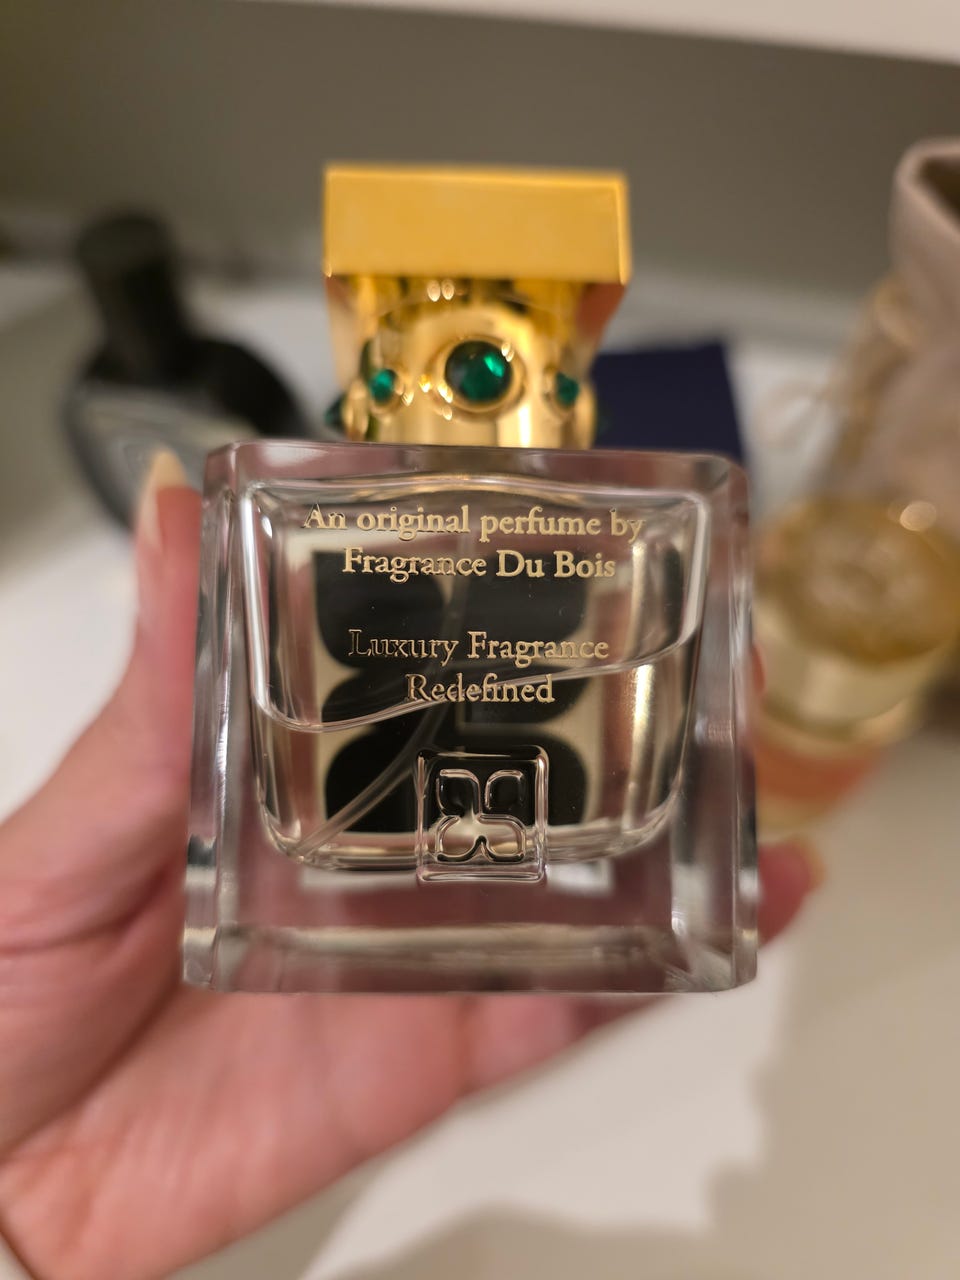 An original perfume by
Fragrance Du Bois
Luxury Fragrance
Redefined